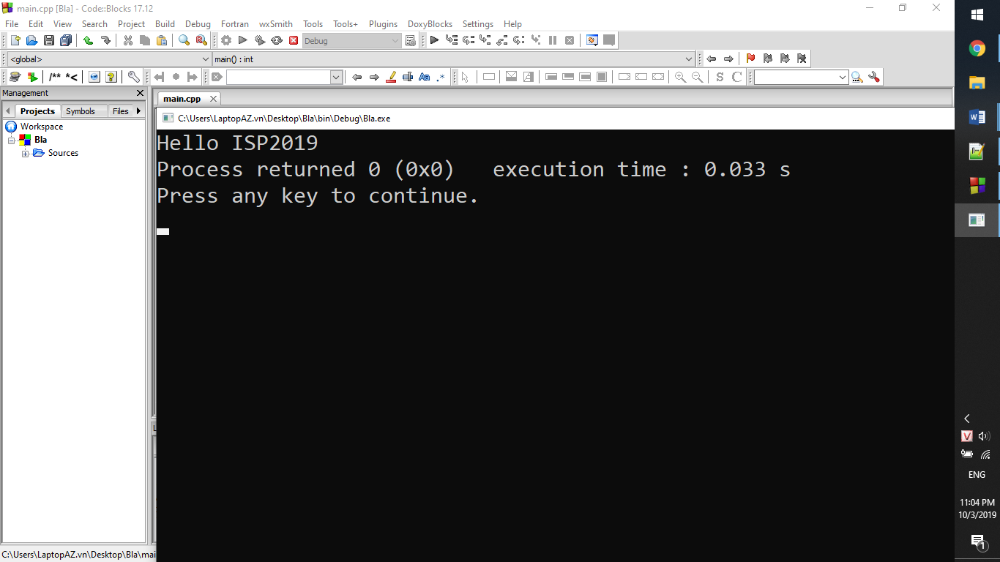 main.cpp [Bla] - Code::Blocks 17.12
File Edit View Search Project Build Debug Fortran wxSmith Tools Tools+ Plugins DoxyBlocks Settings Help
Debug
<global> main() : int
/** *<
Aa .*
S C
Management
Projects Symbols Files
main.cpp
Workspace
Bla
Sources
C:\Users\LaptopAZ.vn\Desktop\Bla\bin\Debug\Bla.exe
Hello ISP2019
Process returned 0 (0x0)   execution time : 0.033 s
Press any key to continue.
C:\Users\LaptopAZ.vn\Desktop\Bla\mai
V
ENG
11:04 PM
10/3/2019
1